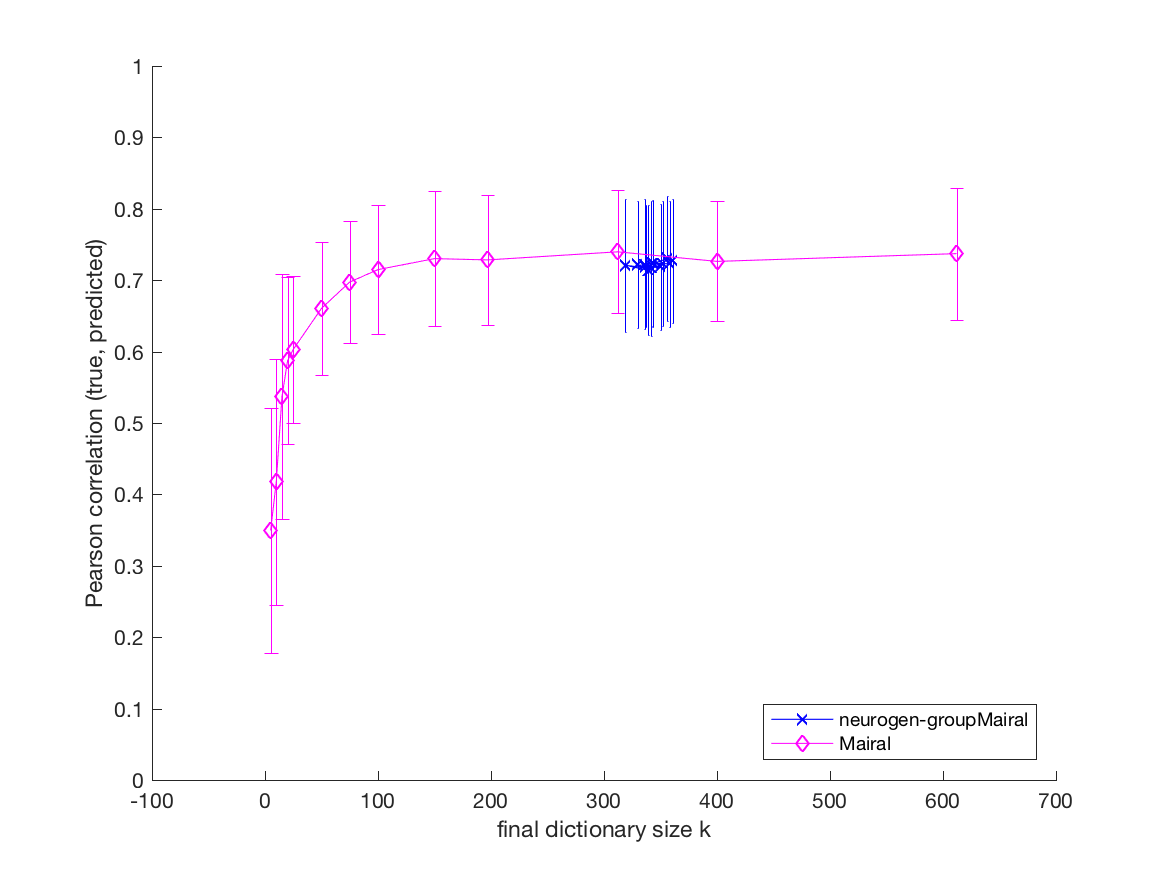 1
0.9
0.8
0.7
0.6
0.5
0.4
0.3
0.2
0.1
0
Pearson correlation (true, predicted)
-100 0 100 200 300 400 500 600 700
final dictionary size k
neurogen-groupMairal
Mairal